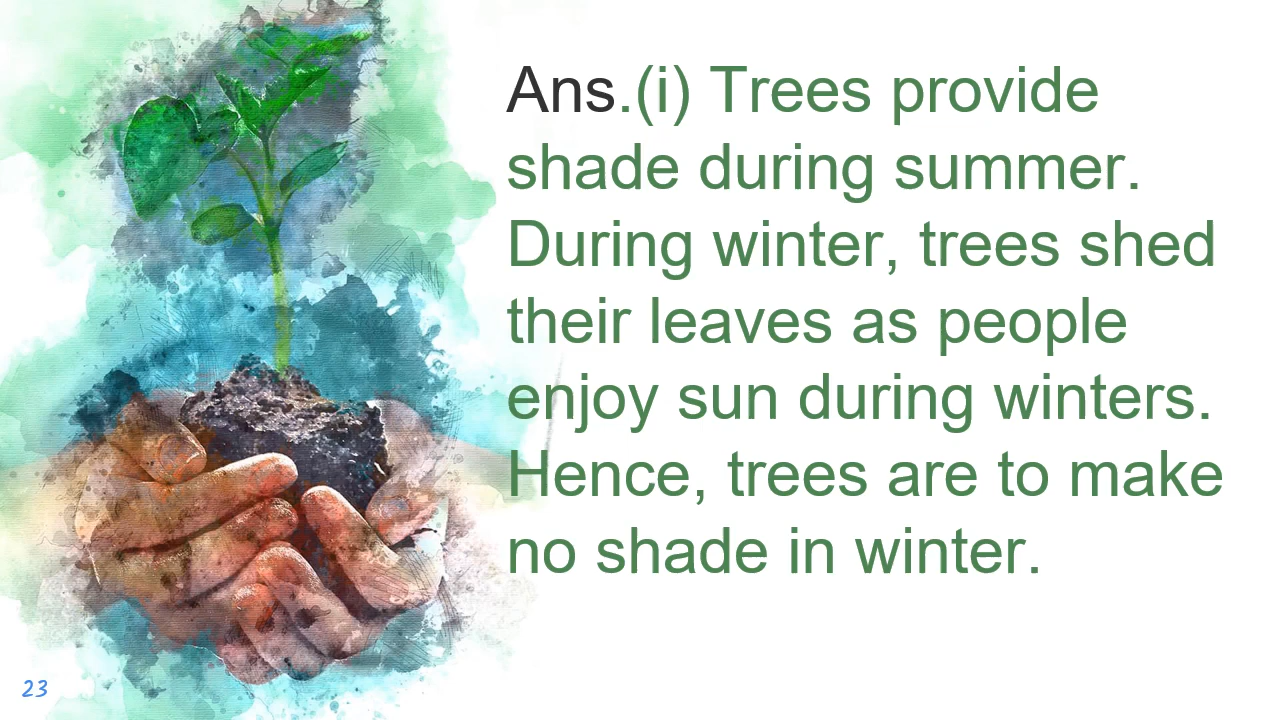 Ans.(i) Trees provide
shade during summer.
During winter, trees shed
their leaves as people
enjoy sun during winters.
Hence, trees are to make
no shade in winter.
23